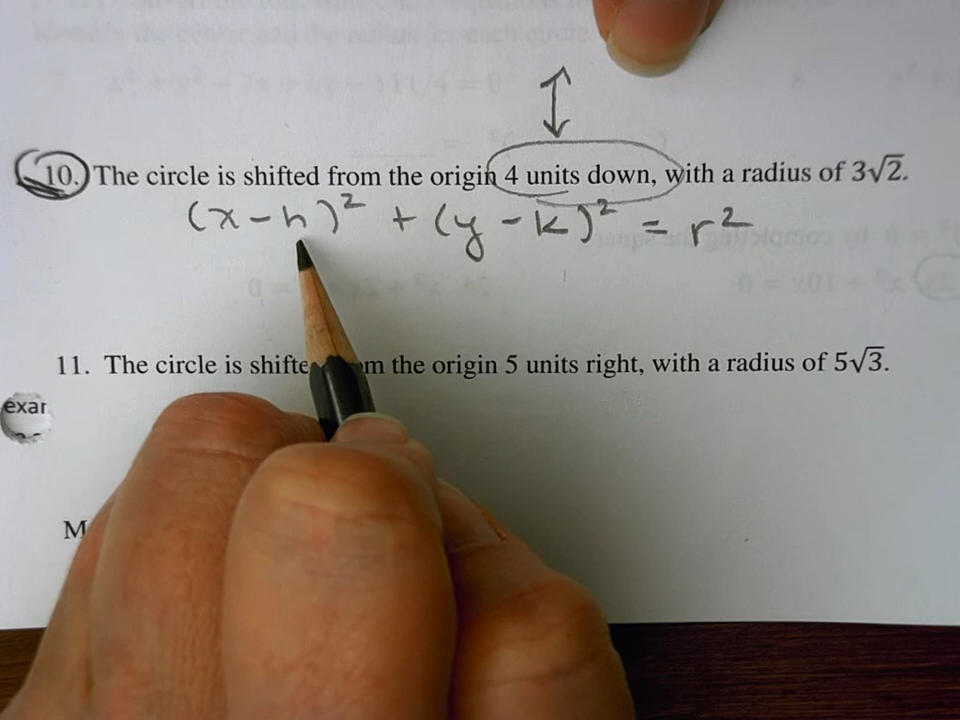 10. The circle is shifted from the origin 4 units down, with a radius of 3√2.
(x - h)² + (y - k)² = r²
11. The circle is shifte m the origin 5 units right, with a radius of 5√3.
exar
M